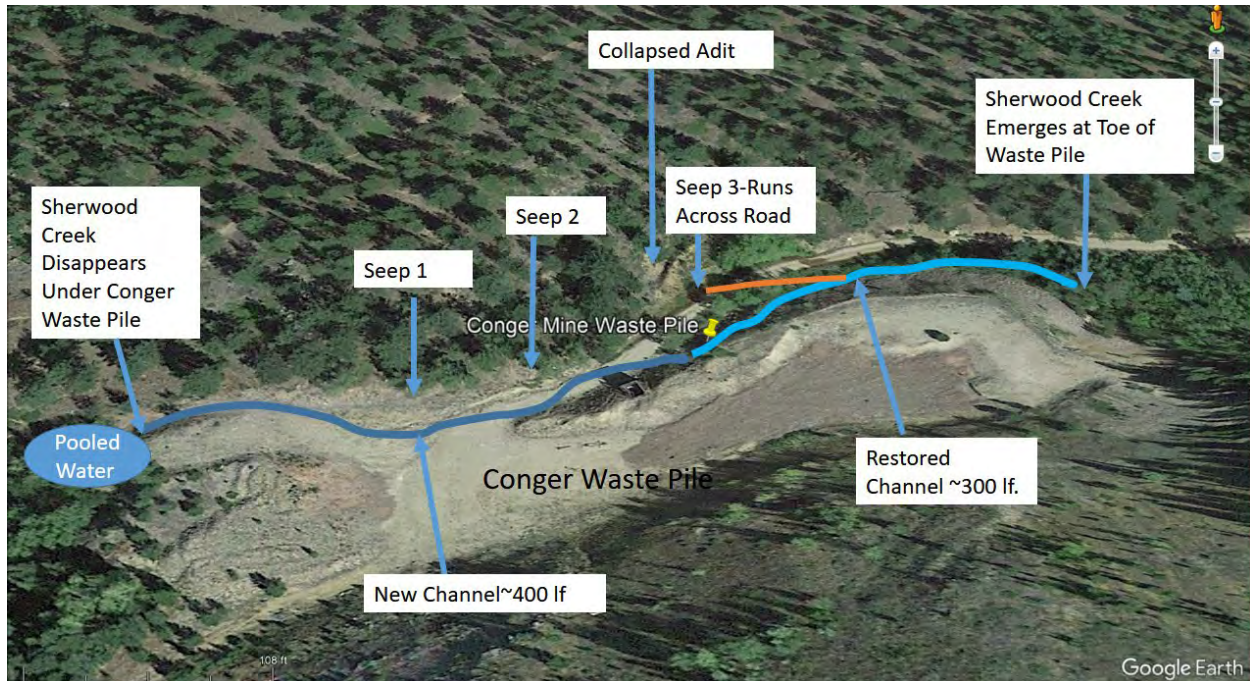 Collapsed Adit
Sherwood Creek
Emerges at Toe of
Waste Pile
Sherwood
Creek
Disappears
Under Conger
Waste Pile
Seep 1
Seep 2
Seep 3-Runs
Across Road
Conger Mine Waste Pile
Pooled
Water
Conger Waste Pile
Restored
Channel ~300 lf.
New Channel~400 lf
108 ft
Google Earth